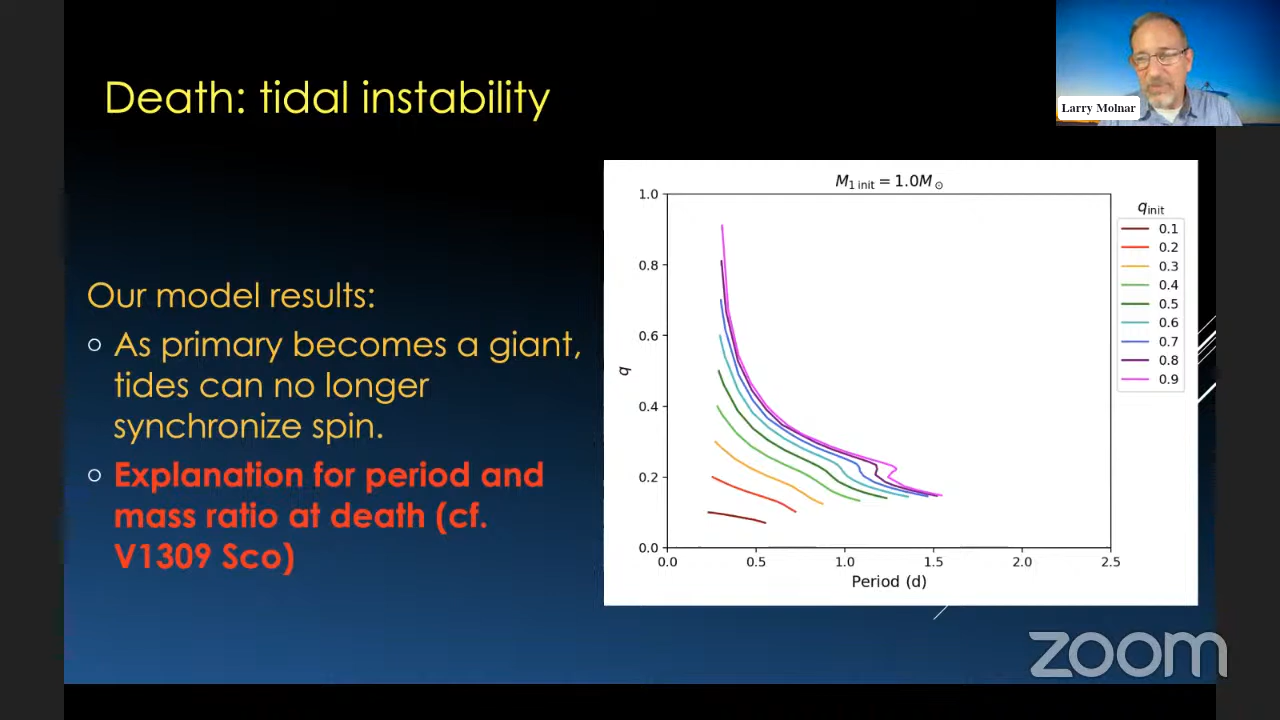 Death: tidal instability
Larry Molnar
Our model results:
As primary becomes a giant,
tides can no longer
synchronize spin.
Explanation for period and
mass ratio at death (cf.
V1309 Sco)
M₁ init = 1.0M⊙
1.0
0.8
0.6
0.4
0.2
0.0
q
0.0 0.5 1.0 1.5 2.0 2.5
Period (d)
qinit
0.1
0.2
0.3
0.4
0.5
0.6
0.7
0.8
0.9
zoom